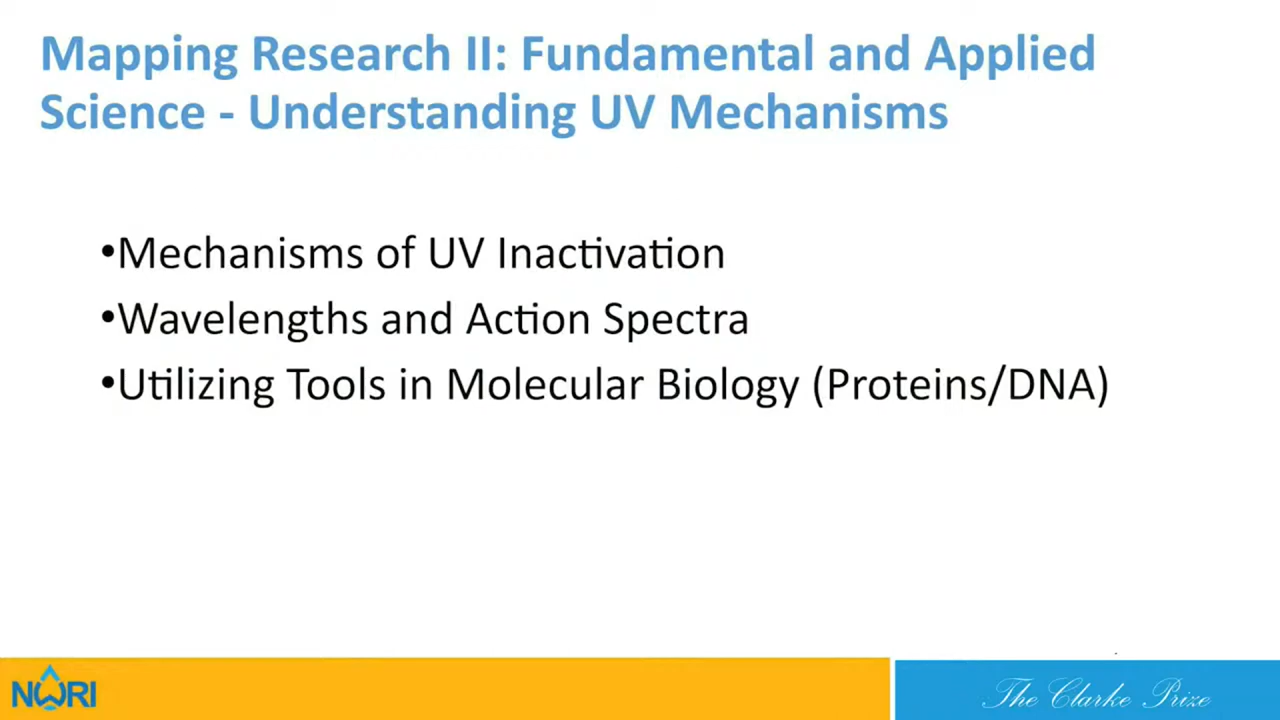 Mapping Research II: Fundamental and Applied
Science - Understanding UV Mechanisms
•Mechanisms of UV Inactivation
•Wavelengths and Action Spectra
•Utilizing Tools in Molecular Biology (Proteins/DNA)
NWRI
The Clarke Prize